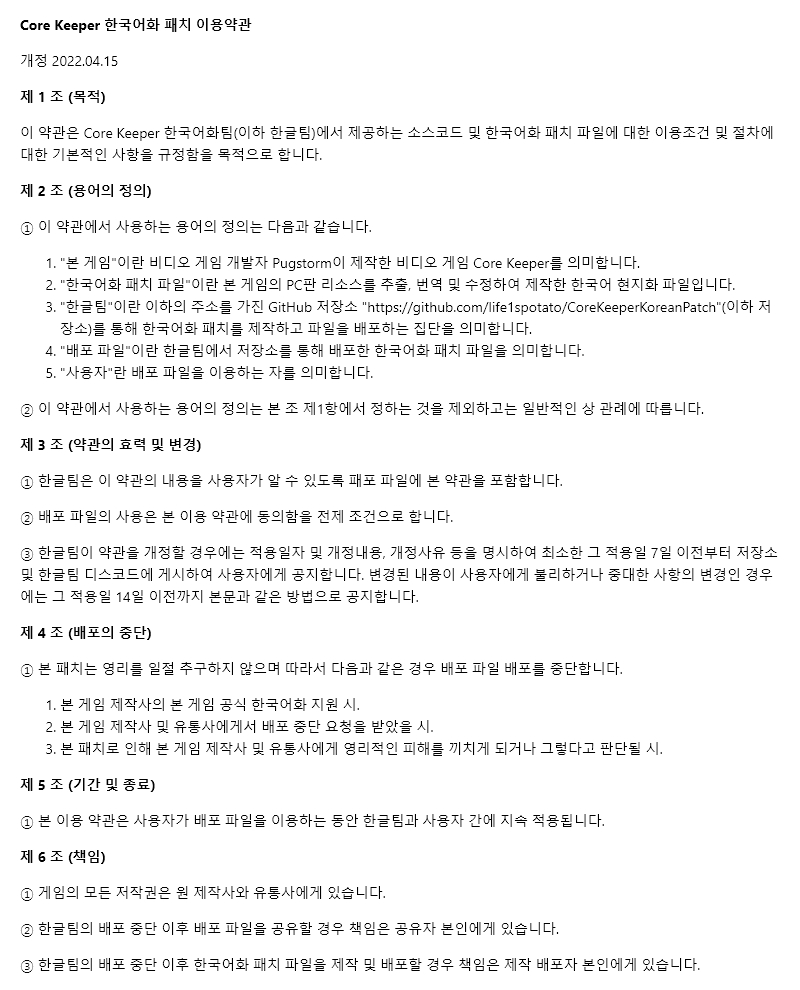 Core Keeper 한국어화 패치 이용약관
개정 2022.04.15
제 1 조 (목적)
이 약관은 Core Keeper 한국어화팀(이하 한글팀)에서 제공하는 소스코드 및 한국어화 패치 파일에 대한 이용조건 및 절차에
대한 기본적인 사항을 규정함을 목적으로 합니다.
제 2 조 (용어의 정의)
① 이 약관에서 사용하는 용어의 정의는 다음과 같습니다.
1. "본 게임"이란 비디오 게임 개발자 Pugstorm이 제작한 비디오 게임 Core Keeper를 의미합니다.
2. "한국어화 패치 파일"이란 본 게임의 PC판 리소스를 추출, 번역 및 수정하여 제작한 한국어 현지화 파일입니다.
3. "한글팀"이란 이하의 주소를 가진 GitHub 저장소 "https://github.com/life1spotato/CoreKeeperKoreanPatch"(이하 저
장소)를 통해 한국어화 패치를 제작하고 파일을 배포하는 집단을 의미합니다.
4. "배포 파일"이란 한글팀에서 저장소를 통해 배포한 한국어화 패치 파일을 의미합니다.
5. "사용자"란 배포 파일을 이용하는 자를 의미합니다.
② 이 약관에서 사용하는 용어의 정의는 본 조 제1항에서 정하는 것을 제외하고는 일반적인 상 관례에 따릅니다.
제 3 조 (약관의 효력 및 변경)
① 한글팀은 이 약관의 내용을 사용자가 알 수 있도록 패포 파일에 본 약관을 포함합니다.
② 배포 파일의 사용은 본 이용 약관에 동의함을 전제 조건으로 합니다.
③ 한글팀이 약관을 개정할 경우에는 적용일자 및 개정내용, 개정사유 등을 명시하여 최소한 그 적용일 7일 이전부터 저장소
및 한글팀 디스코드에 게시하여 사용자에게 공지합니다. 변경된 내용이 사용자에게 불리하거나 중대한 사항의 변경인 경우
에는 그 적용일 14일 이전까지 본문과 같은 방법으로 공지합니다.
제 4 조 (배포의 중단)
① 본 패치는 영리를 일절 추구하지 않으며 따라서 다음과 같은 경우 배포 파일 배포를 중단합니다.
1. 본 게임 제작사의 본 게임 공식 한국어화 지원 시.
2. 본 게임 제작사 및 유통사에게서 배포 중단 요청을 받았을 시.
3. 본 패치로 인해 본 게임 제작사 및 유통사에게 영리적인 피해를 끼치게 되거나 그렇다고 판단될 시.
제 5 조 (기간 및 종료)
① 본 이용 약관은 사용자가 배포 파일을 이용하는 동안 한글팀과 사용자 간에 지속 적용됩니다.
제 6 조 (책임)
① 게임의 모든 저작권은 원 제작사와 유통사에게 있습니다.
② 한글팀의 배포 중단 이후 배포 파일을 공유할 경우 책임은 공유자 본인에게 있습니다.
③ 한글팀의 배포 중단 이후 한국어화 패치 파일을 제작 및 배포할 경우 책임은 제작 배포자 본인에게 있습니다.